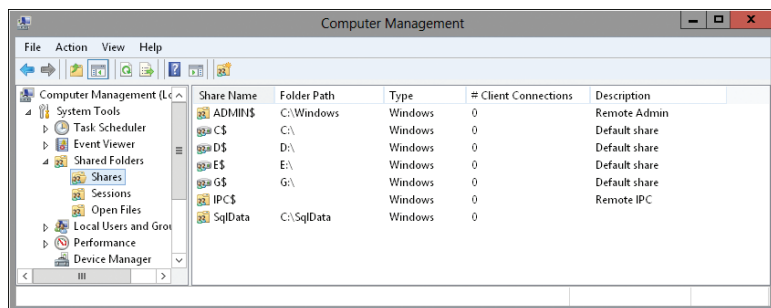 Computer Management
File Action View Help
Computer Management (Lo
System Tools
Task Scheduler
Event Viewer
Shared Folders
Shares
Sessions
Open Files
Local Users and Grou
Performance
Device Manager
Share Name Folder Path Type # Client Connections Description
ADMIN$ C:\Windows Windows 0 Remote Admin
C$ C:\ Windows 0 Default share
D$ D:\ Windows 0 Default share
E$ E:\ Windows 0 Default share
G$ G:\ Windows 0 Default share
IPC$ Windows 0 Remote IPC
SqlData C:\SqlData Windows 0